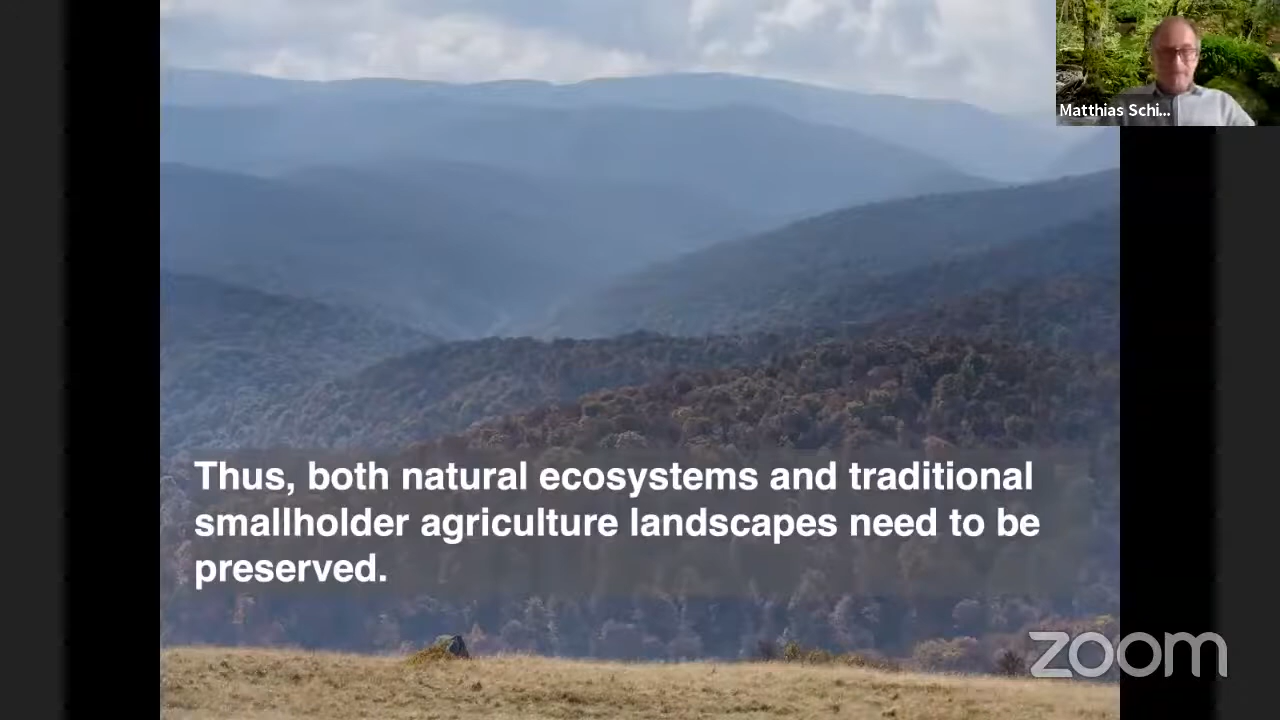 Matthias Schi...
Thus, both natural ecosystems and traditional
smallholder agriculture landscapes need to be
preserved.
zoom